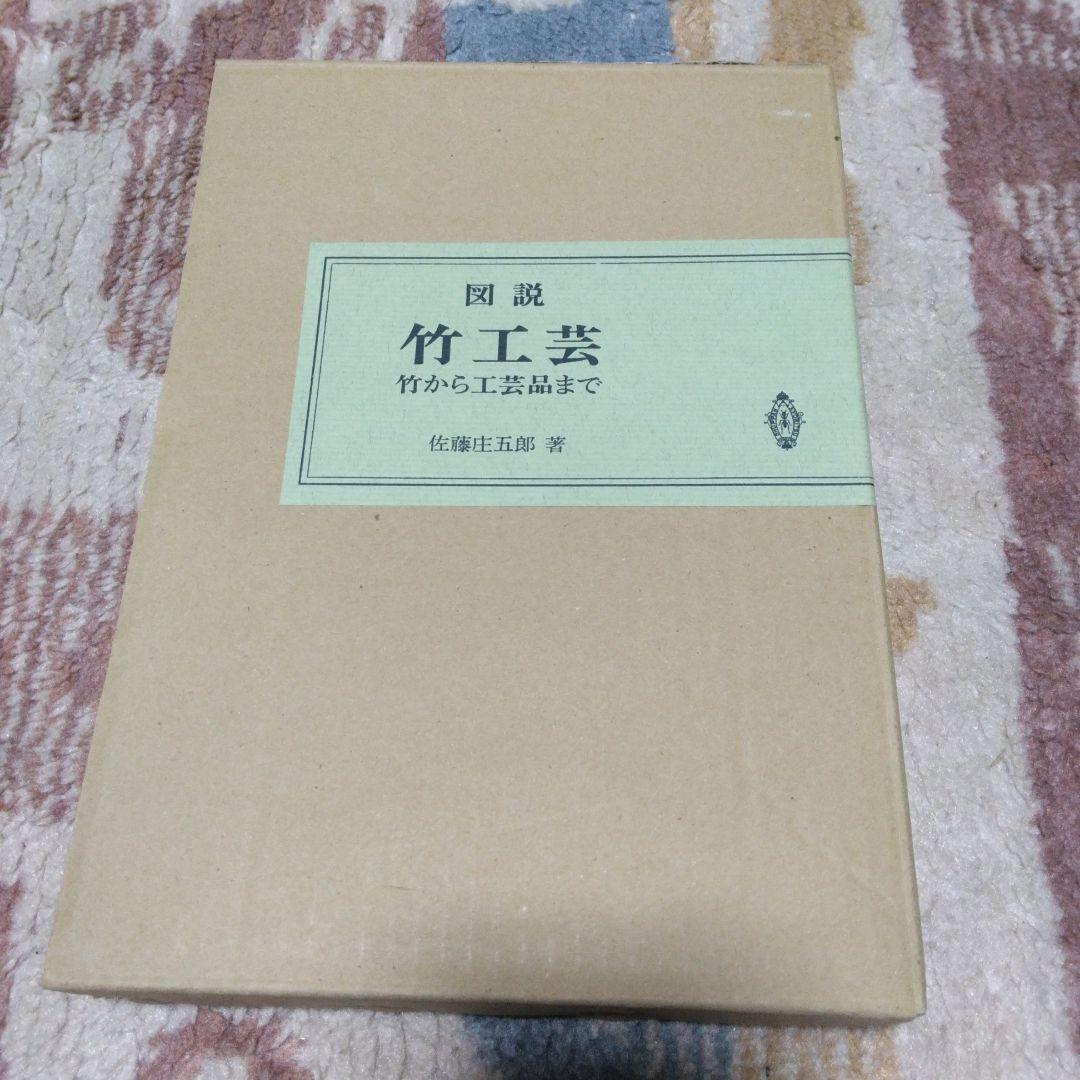 図説
竹工芸
竹から工芸品まで
佐藤庄五郎 著